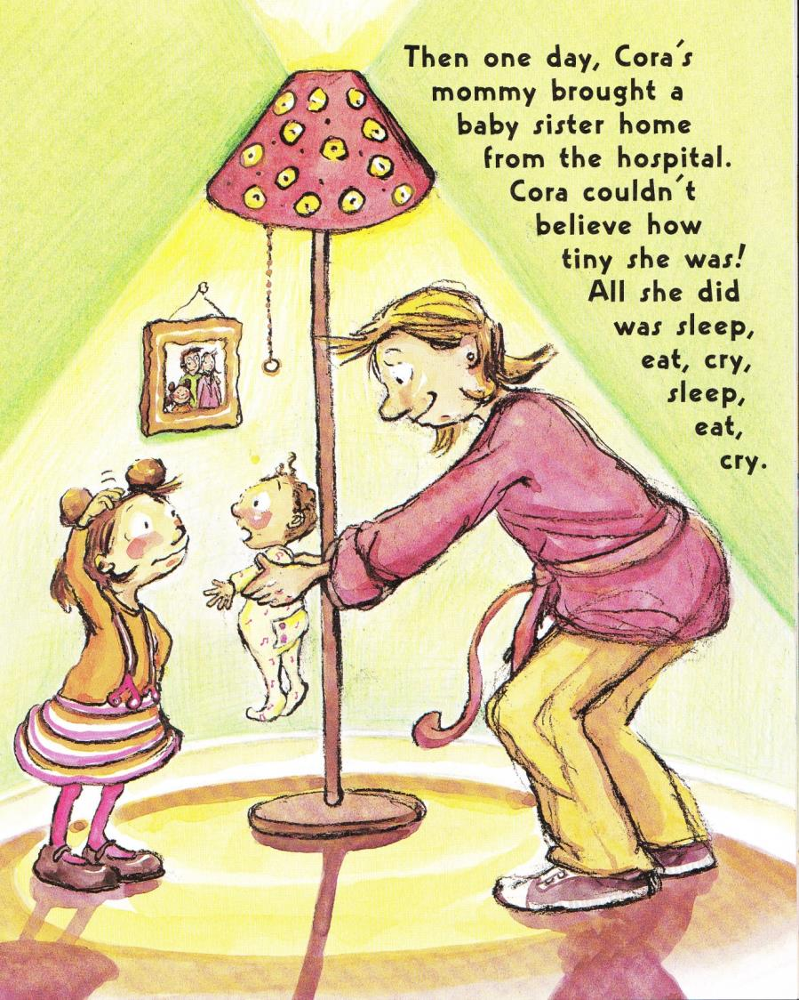 Then one day, Cora's
mommy brought a
baby sister home
from the hospital.
Cora couldn't
believe how
tiny she was!
All she did
was sleep,
eat, cry,
sleep,
eat,
cry.